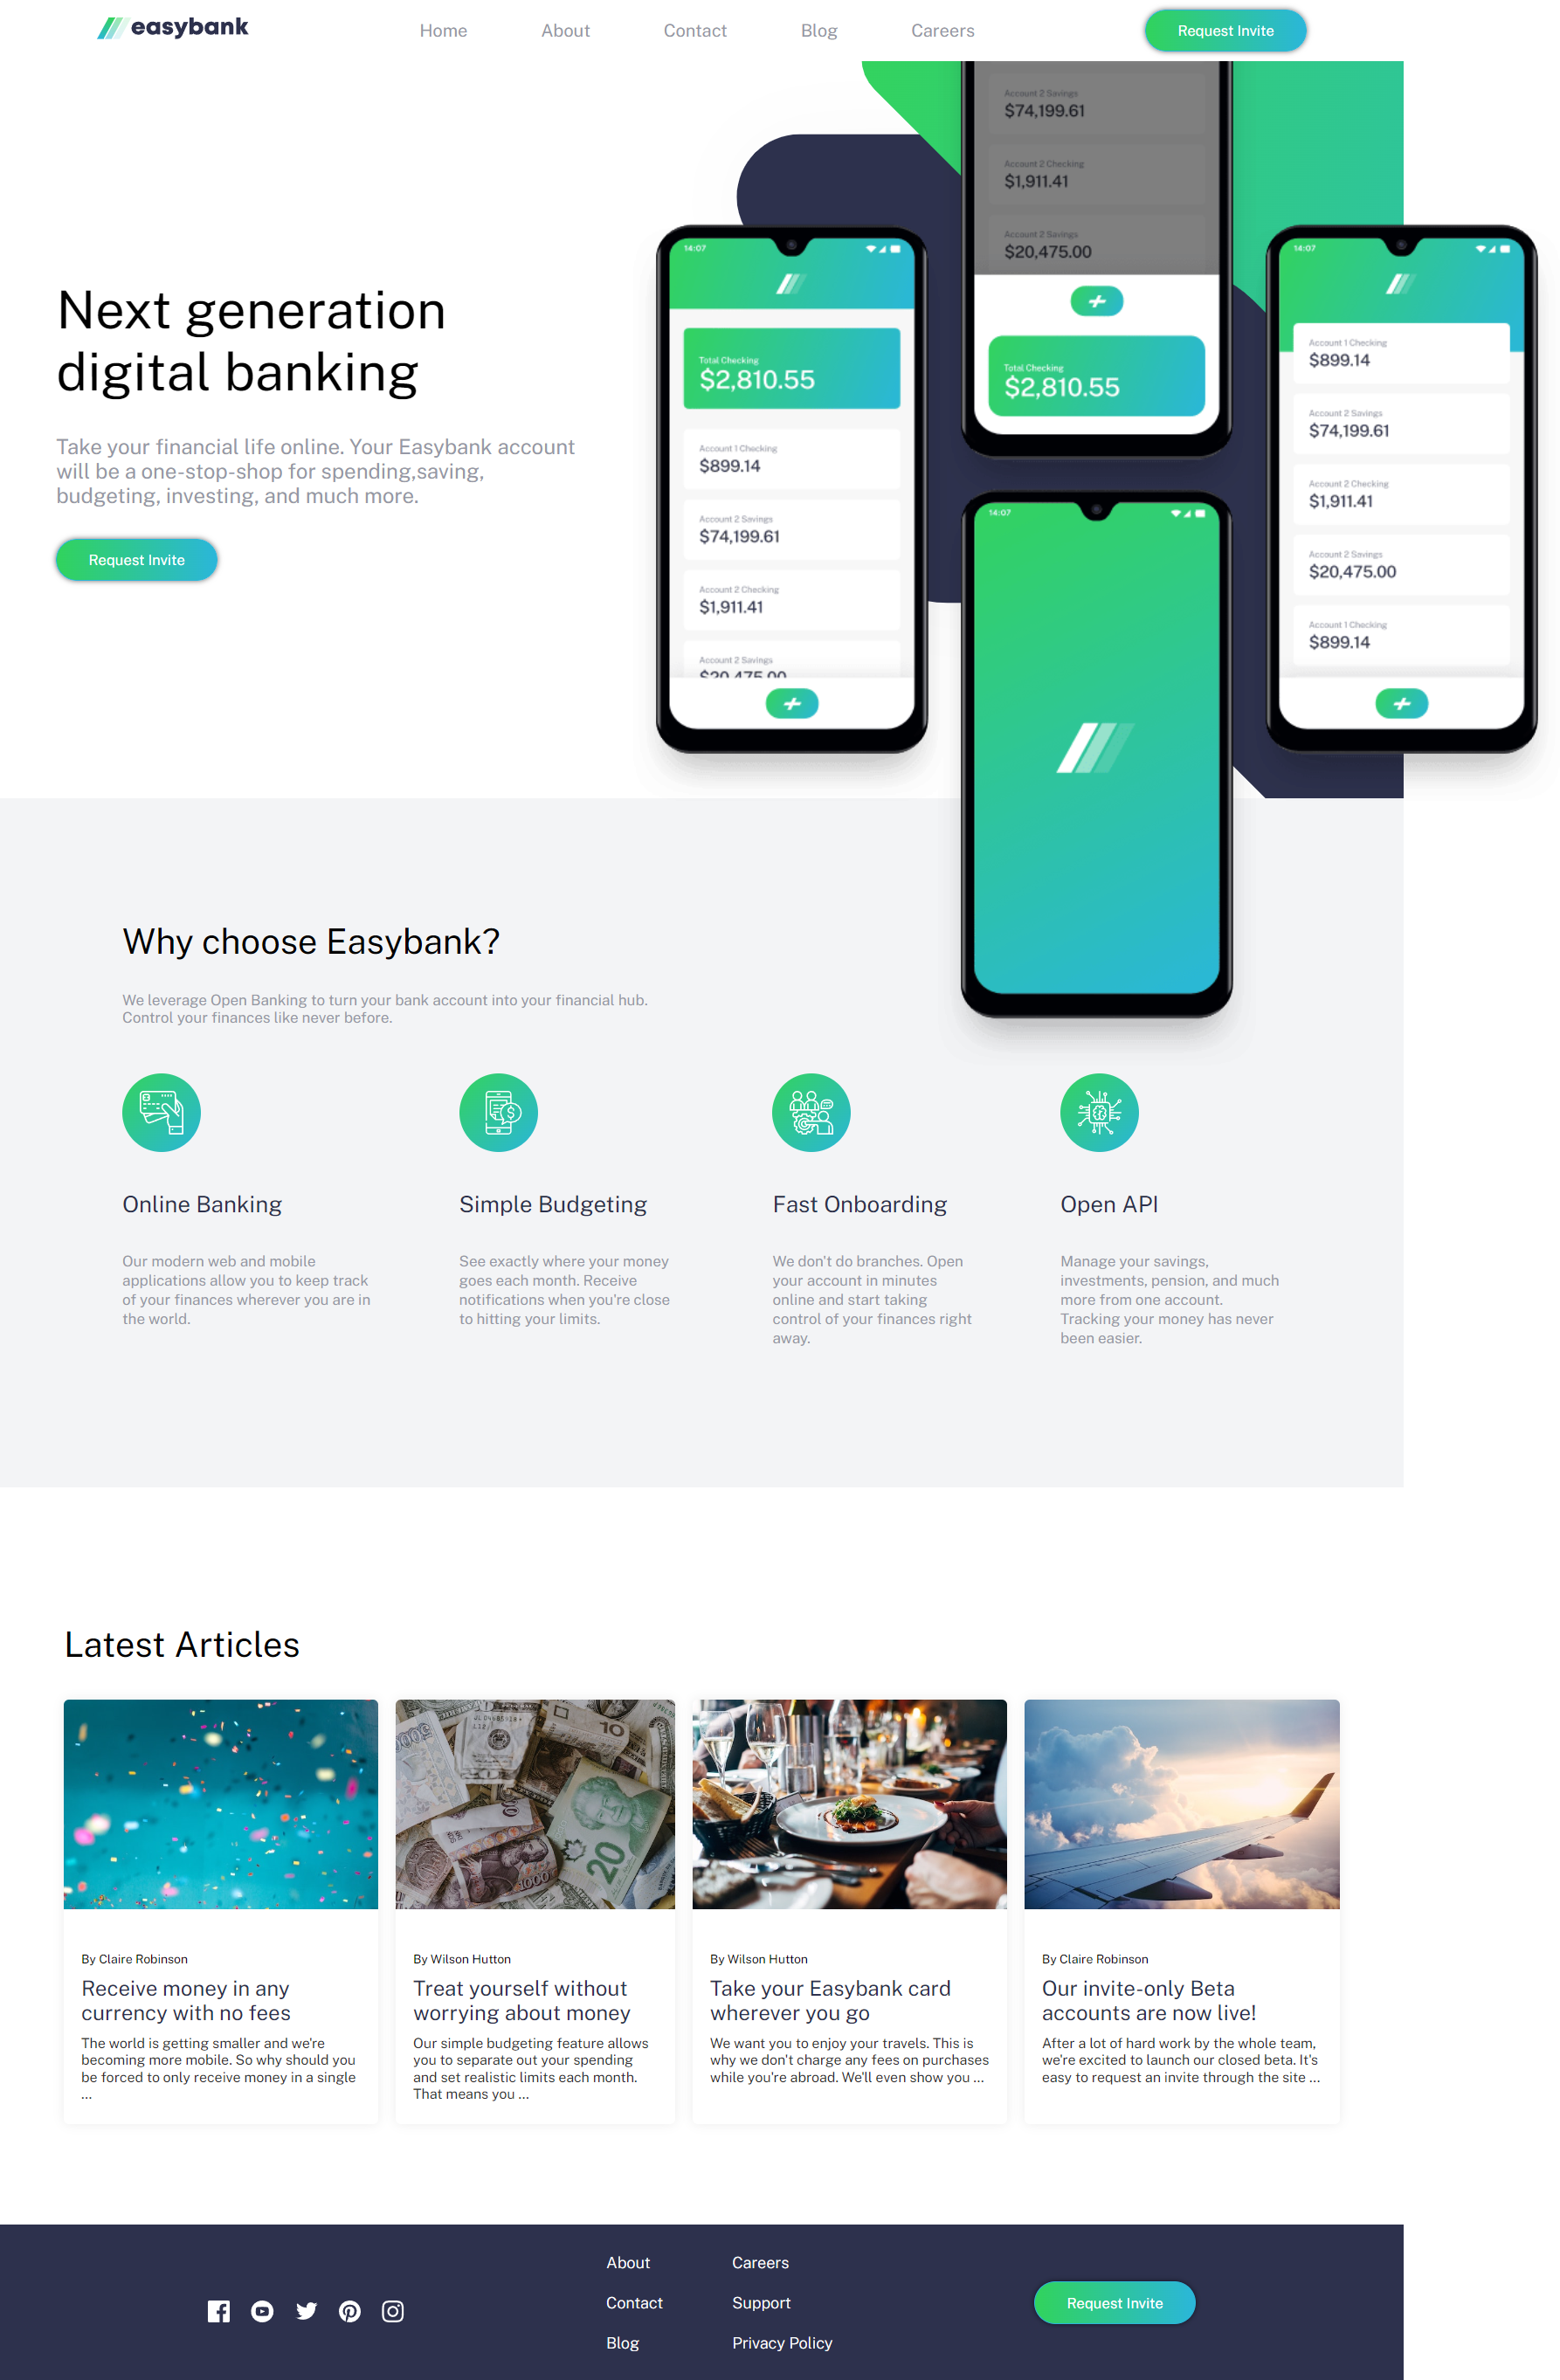 easybank
Home
About
Contact
Blog
Careers
Request Invite
Next generation
digital banking
Take your financial life online. Your Easybank account
will be a one-stop-shop for spending,saving,
budgeting, investing, and much more.
Request Invite
14:07
Total Checking
$2,810.55
Account 1 Checking
$899.14
Account 2 Savings
$74,199.61
Account 2 Checking
$1,911.41
Account 2 Savings
$20,475.00
Account 2 Savings
$74,199.61
Account 2 Checking
$1,911.41
Account 2 Savings
$20,475.00
Total Checking
$2,810.55
14:07
14:07
Account 1 Checking
$899.14
Account 2 Savings
$74,199.61
Account 2 Checking
$1,911.41
Account 2 Savings
$20,475.00
Account 1 Checking
$899.14
Why choose Easybank?
We leverage Open Banking to turn your bank account into your financial hub.
Control your finances like never before.
Online Banking
Our modern web and mobile
applications allow you to keep track
of your finances wherever you are in
the world.
Simple Budgeting
See exactly where your money
goes each month. Receive
notifications when you're close
to hitting your limits.
Fast Onboarding
We don't do branches. Open
your account in minutes
online and start taking
control of your finances right
away.
Open API
Manage your savings,
investments, pension, and much
more from one account.
Tracking your money has never
been easier.
Latest Articles
By Claire Robinson
Receive money in any
currency with no fees
The world is getting smaller and we're
becoming more mobile. So why should you
be forced to only receive money in a single
...
10
20
1000
By Wilson Hutton
Treat yourself without
worrying about money
Our simple budgeting feature allows
you to separate out your spending
and set realistic limits each month.
That means you ...
By Wilson Hutton
Take your Easybank card
wherever you go
We want you to enjoy your travels. This is
why we don't charge any fees on purchases
while you're abroad. We'll even show you ...
By Claire Robinson
Our invite-only Beta
accounts are now live!
After a lot of hard work by the whole team,
we're excited to launch our closed beta. It's
easy to request an invite through the site ...
About
Contact
Blog
Careers
Support
Privacy Policy
Request Invite